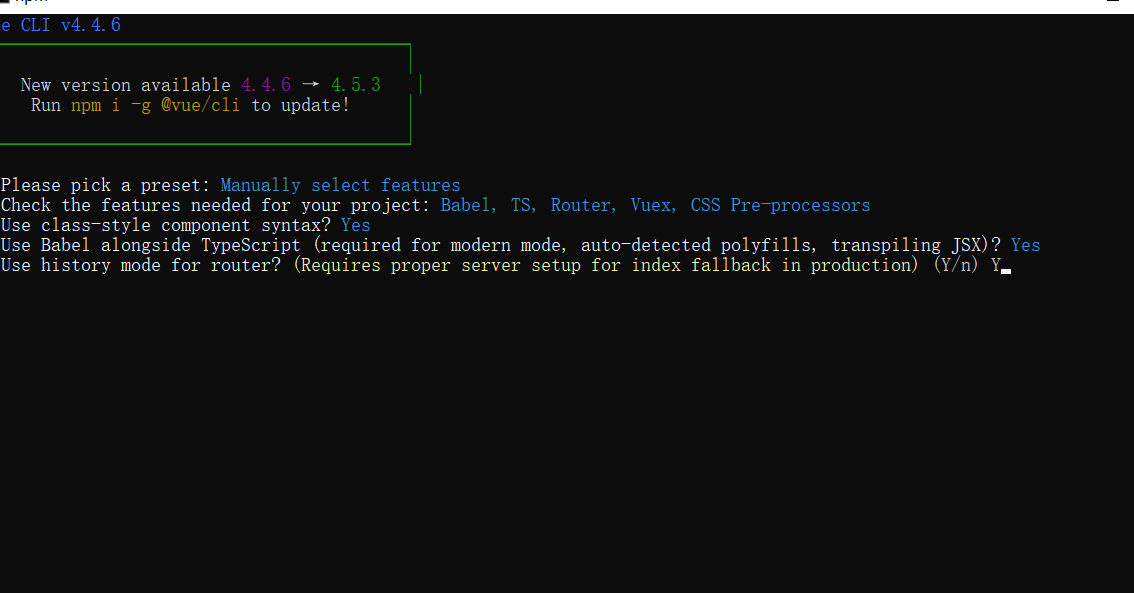 e CLI v4.4.6
New version available 4.4.6 → 4.5.3
Run npm i -g @vue/cli to update!
Please pick a preset: Manually select features
Check the features needed for your project: Babel, TS, Router, Vuex, CSS Pre-processors
Use class-style component syntax? Yes
Use Babel alongside TypeScript (required for modern mode, auto-detected polyfills, transpiling JSX)? Yes
Use history mode for router? (Requires proper server setup for index fallback in production) (Y/n) Y